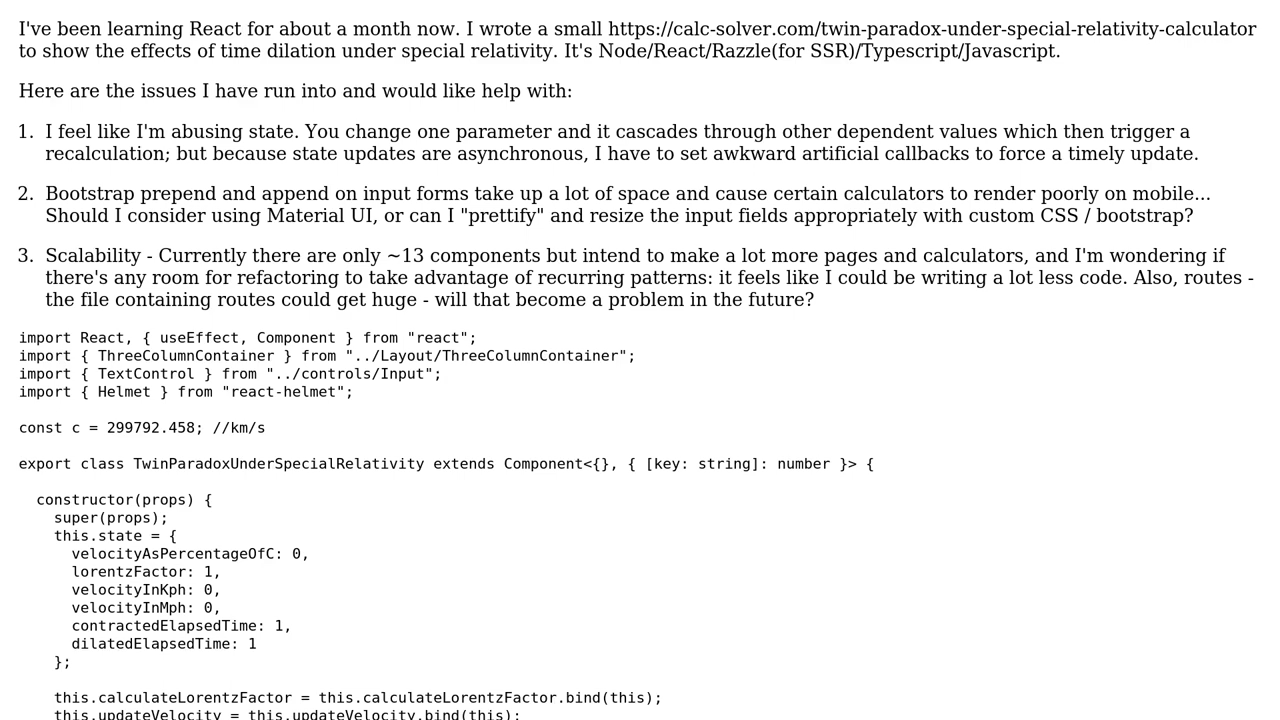 I've been learning React for about a month now. I wrote a small https://calc-solver.com/twin-paradox-under-special-relativity-calculator
to show the effects of time dilation under special relativity. It's Node/React/Razzle(for SSR)/Typescript/Javascript.
Here are the issues I have run into and would like help with:
1. I feel like I'm abusing state. You change one parameter and it cascades through other dependent values which then trigger a
recalculation; but because state updates are asynchronous, I have to set awkward artificial callbacks to force a timely update.
2. Bootstrap prepend and append on input forms take up a lot of space and cause certain calculators to render poorly on mobile...
Should I consider using Material UI, or can I "prettify" and resize the input fields appropriately with custom CSS / bootstrap?
3. Scalability - Currently there are only ~13 components but intend to make a lot more pages and calculators, and I'm wondering if
there's any room for refactoring to take advantage of recurring patterns: it feels like I could be writing a lot less code. Also, routes -
the file containing routes could get huge - will that become a problem in the future?
import React, { useEffect, Component } from "react";
import { ThreeColumnContainer } from "../Layout/ThreeColumnContainer";
import { TextControl } from "../controls/Input";
import { Helmet } from "react-helmet";
const c = 299792.458; //km/s
export class TwinParadoxUnderSpecialRelativity extends Component<{}, { [key: string]: number }> {
constructor(props) {
super(props);
this.state = {
velocityAsPercentageOfC: 0,
lorentzFactor: 1,
velocityInKph: 0,
velocityInMph: 0,
contractedElapsedTime: 1,
dilatedElapsedTime: 1
};
this.calculateLorentzFactor = this.calculateLorentzFactor.bind(this);
this.updateVelocity = this.updateVelocity.bind(this);